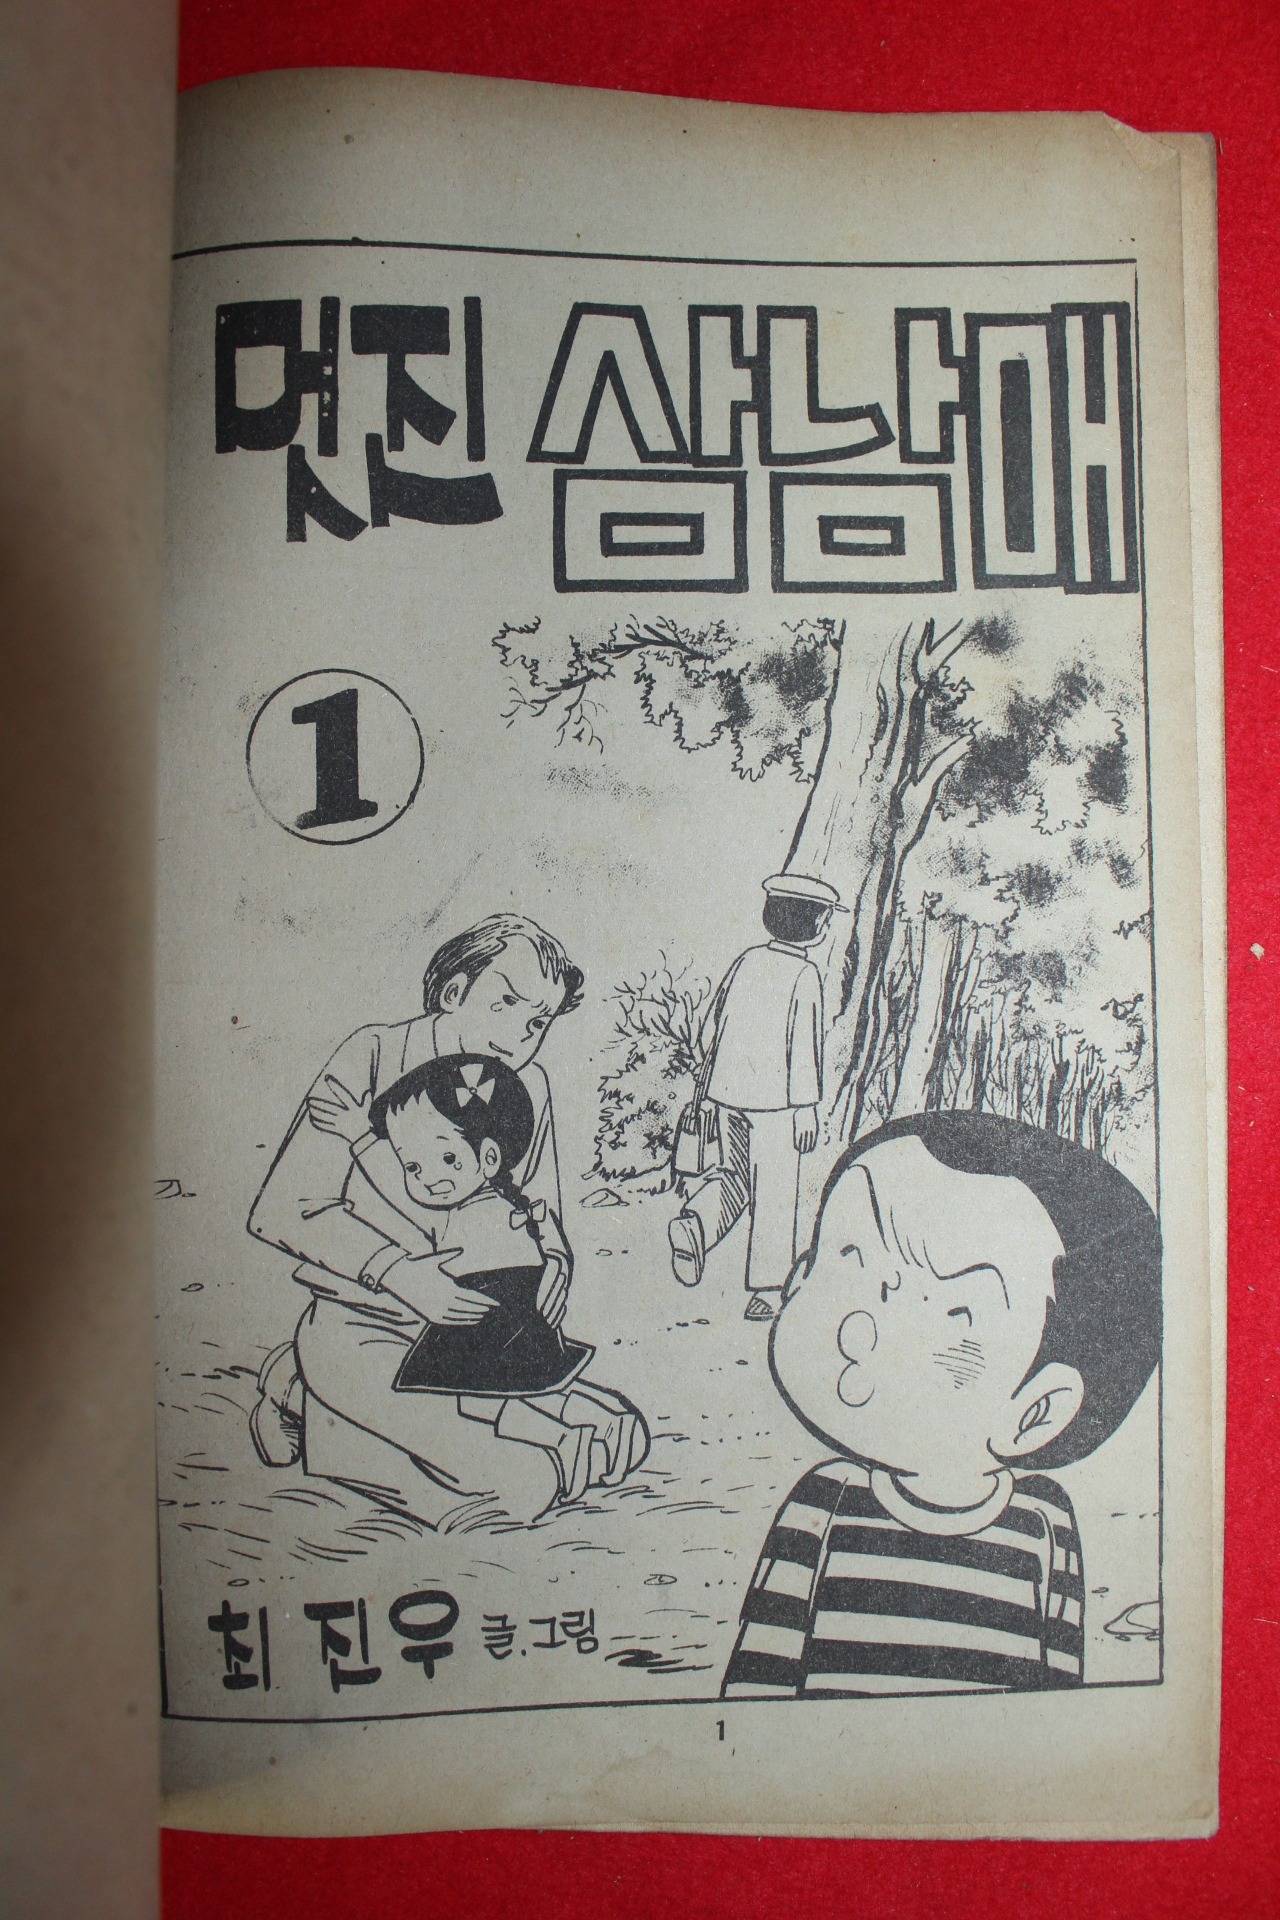 멋진 삼남매
1
최 진우 글.그림
1